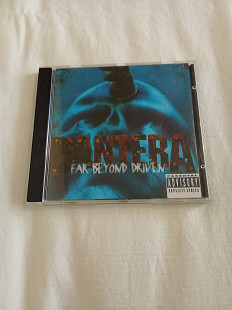 PANTERA
FAR BEYOND DRIVEN
PARENTAL
ADVISORY
EXPLICIT LYRICS